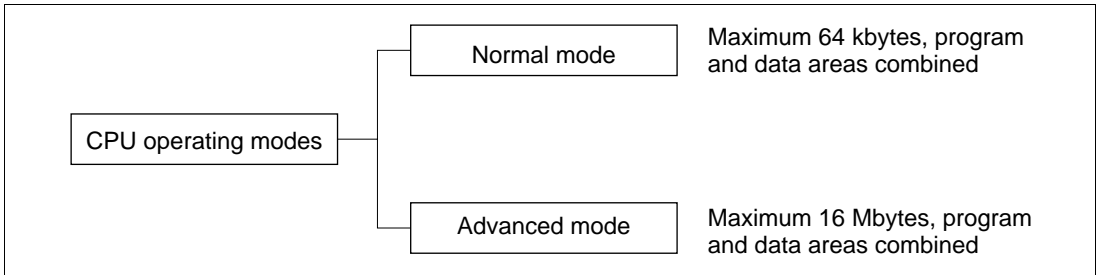 Normal mode
Maximum 64 kbytes, program
and data areas combined
CPU operating modes
Advanced mode
Maximum 16 Mbytes, program
and data areas combined